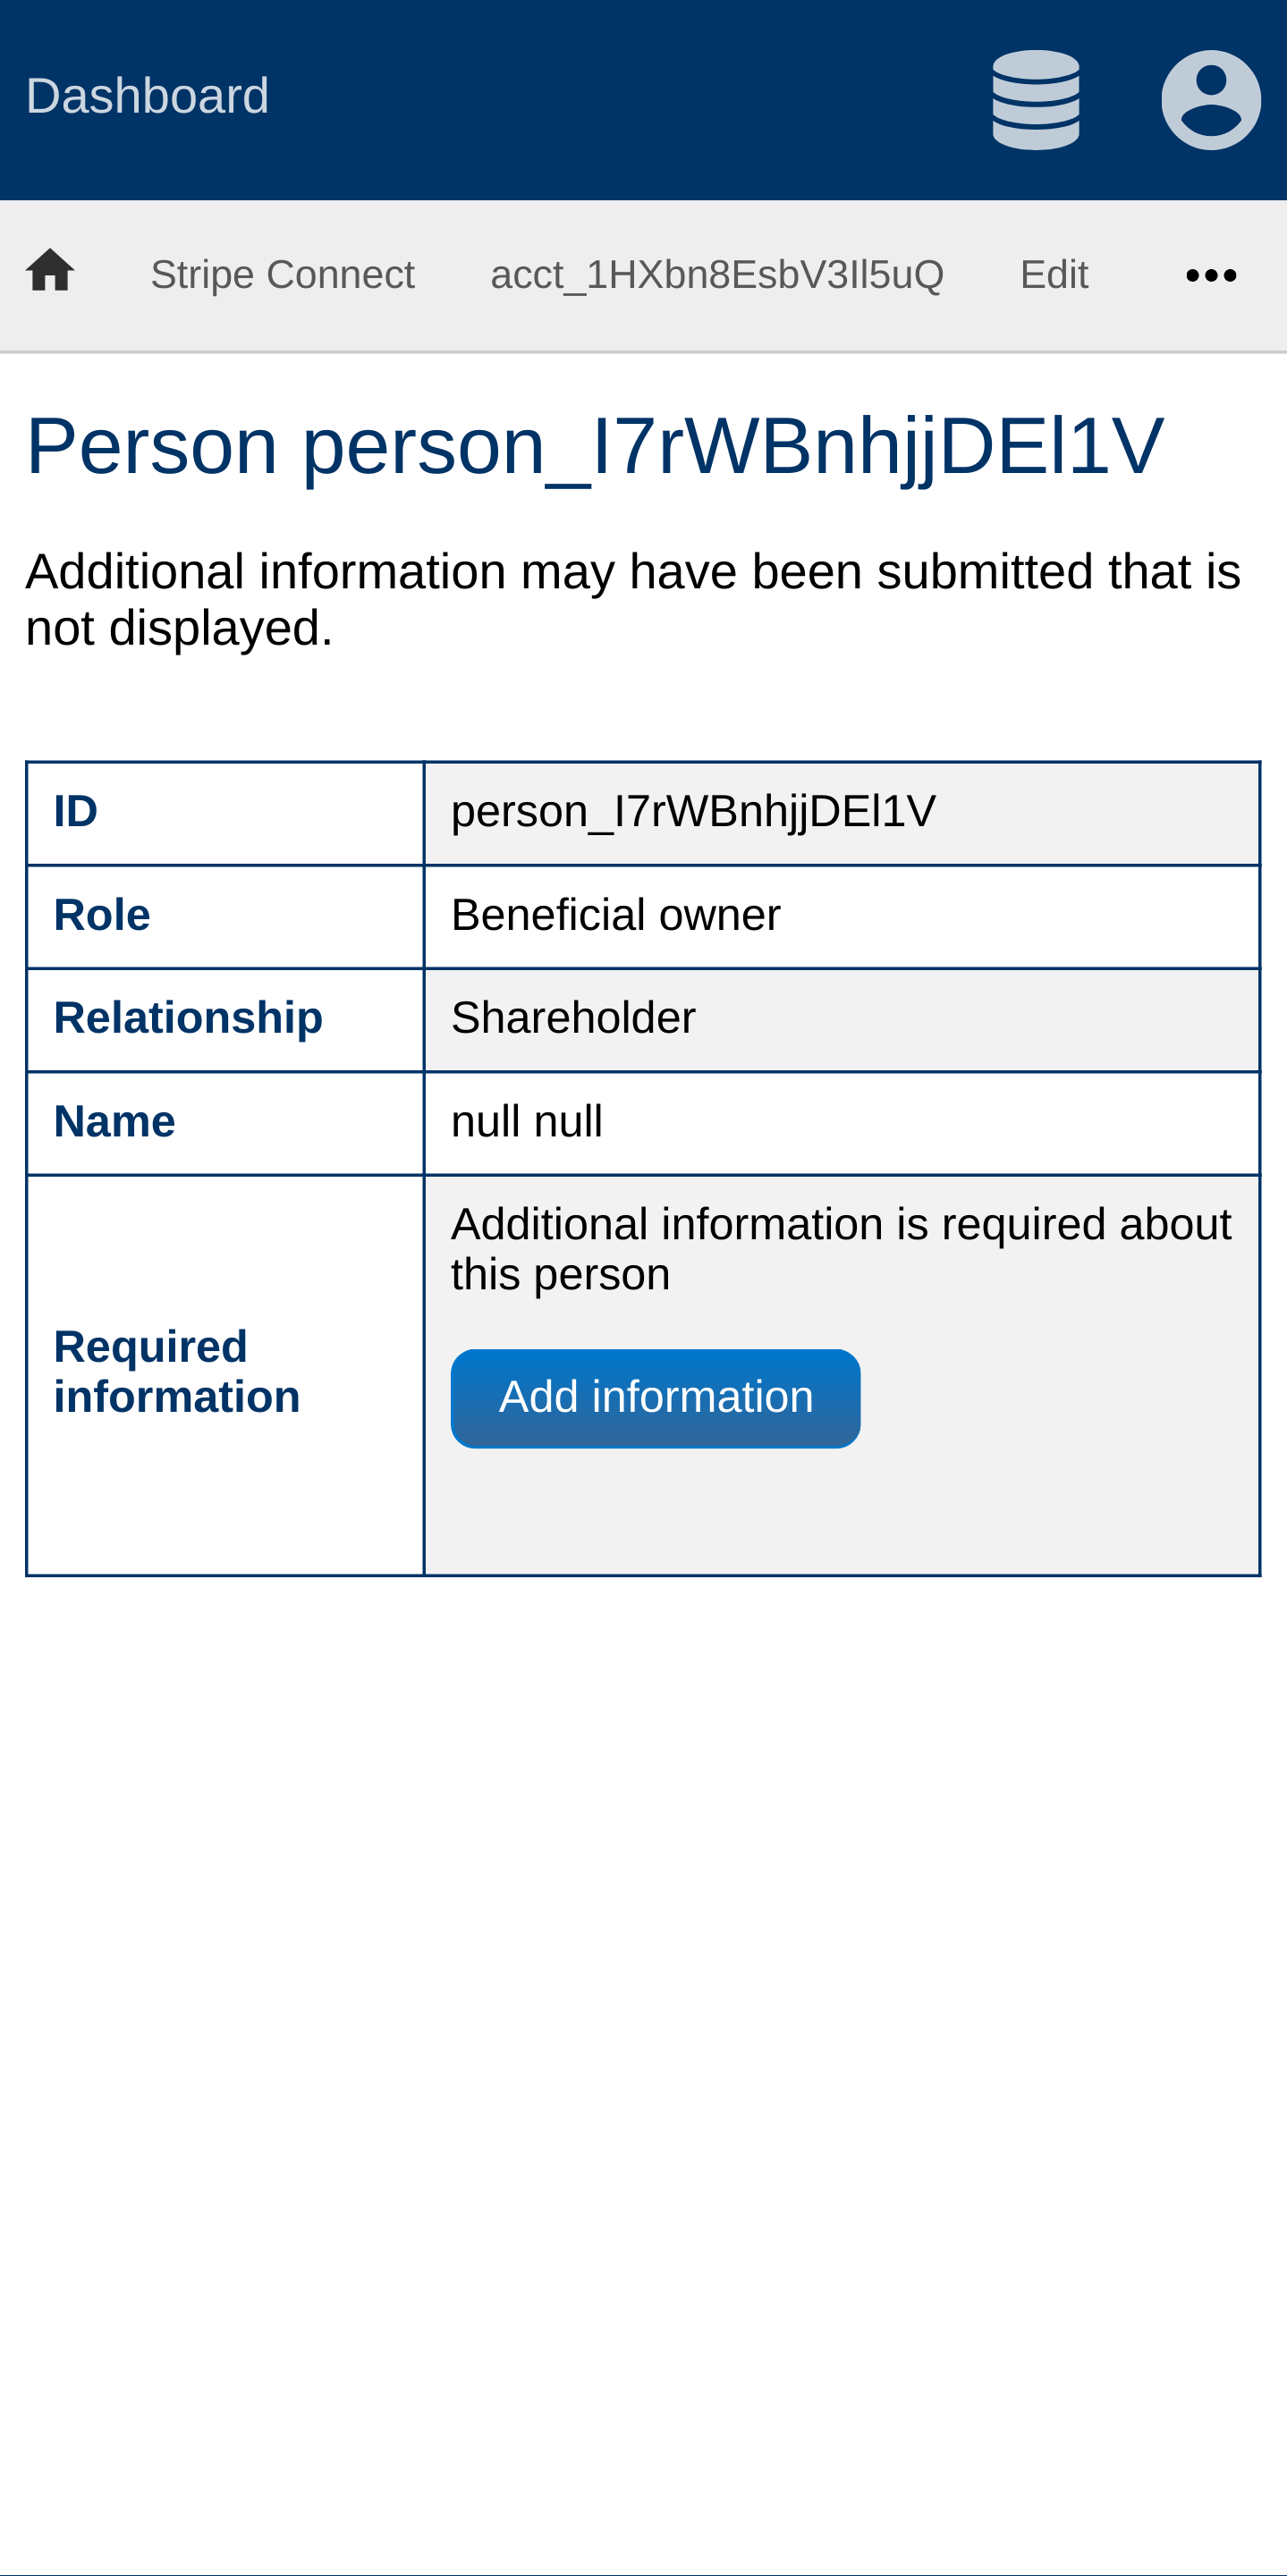 Dashboard
Stripe Connect acct_1HXbn8EsbV3Il5uQ Edit •••
Person person_I7rWBnhjjDEl1V
Additional information may have been submitted that is
not displayed.
ID person_I7rWBnhjjDEl1V
Role Beneficial owner
Relationship Shareholder
Name null null
Additional information is required about
this person
Required
information
Add information